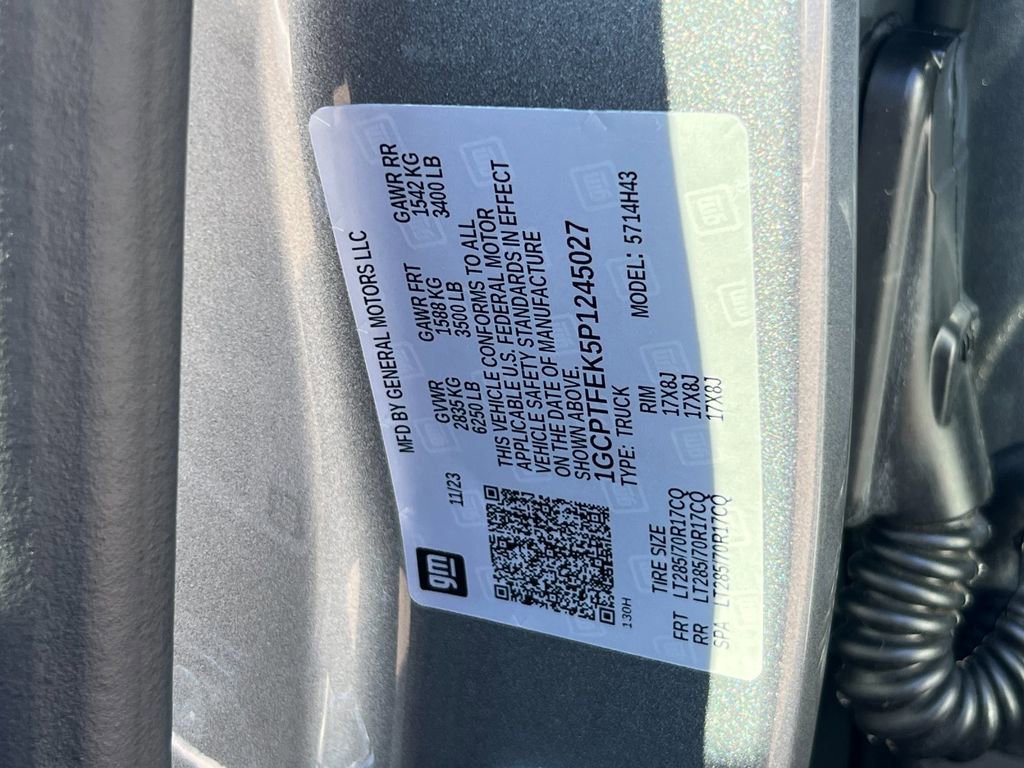 MFD BY GENERAL MOTORS LLC
gm
11/23
GVWR GAWR FRT GAWR RR
2835 KG 1588 KG 1542 KG
6250 LB 3500 LB 3400 LB
THIS VEHICLE CONFORMS TO ALL
APPLICABLE U.S. FEDERAL MOTOR
VEHICLE SAFETY STANDARDS IN EFFECT
ON THE DATE OF MANUFACTURE
SHOWN ABOVE.
1GCPTFEK5P1245027
TYPE: TRUCK MODEL: 5714H43
130H
TIRE SIZE RIM
FRT LT285/70R17CQ 17X8J
RR LT285/70R17CQ 17X8J
SPA LT285/70R17CQ 17X8J